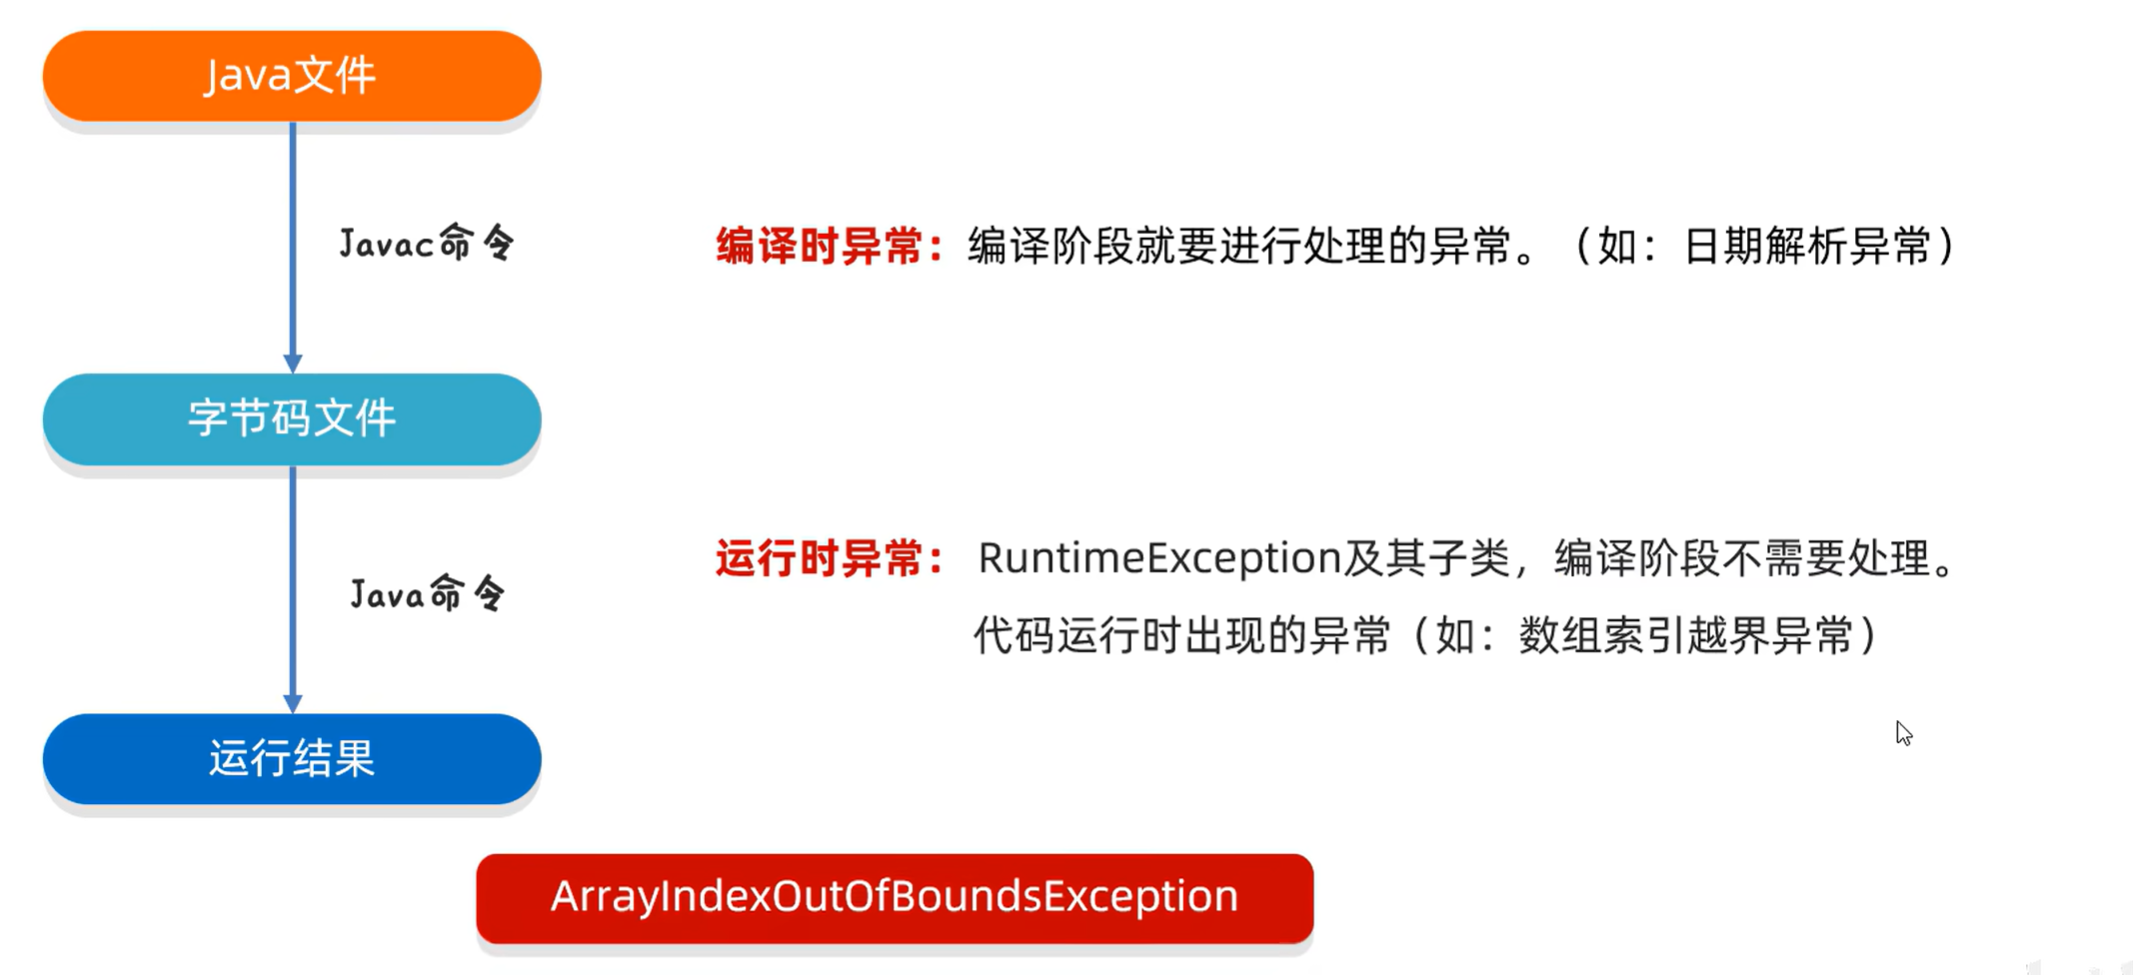 Java文件
Javac命令
编译时异常：编译阶段就要进行处理的异常。（如：日期解析异常）
字节码文件
运行时异常： RuntimeException及其子类，编译阶段不需要处理。
Java命令
代码运行时出现的异常（如：数组索引越界异常）
运行结果
ArrayIndexOutOfBoundsException